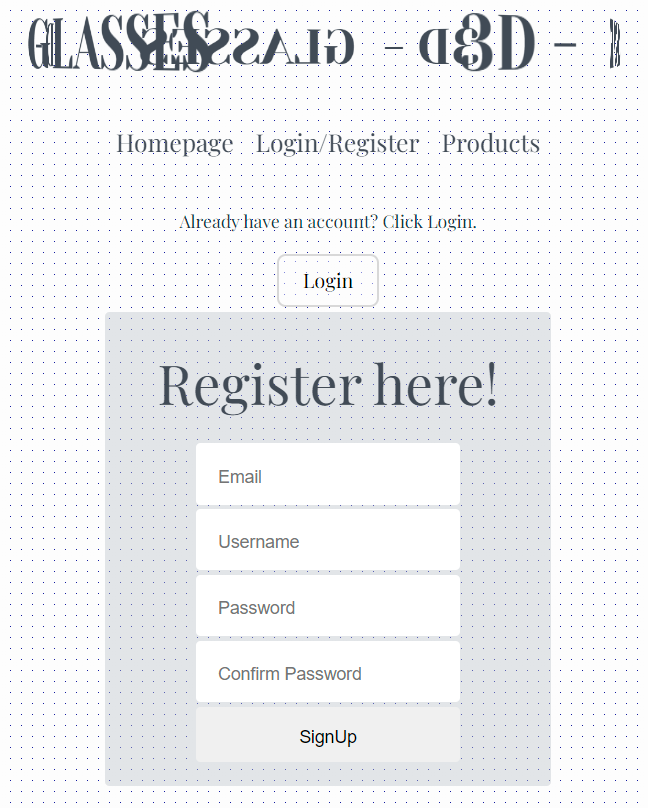 GLASSES GLASSES – 3D –
Homepage Login/Register Products
Already have an account? Click Login.
Login
Register here!
Email
Username
Password
Confirm Password
SignUp